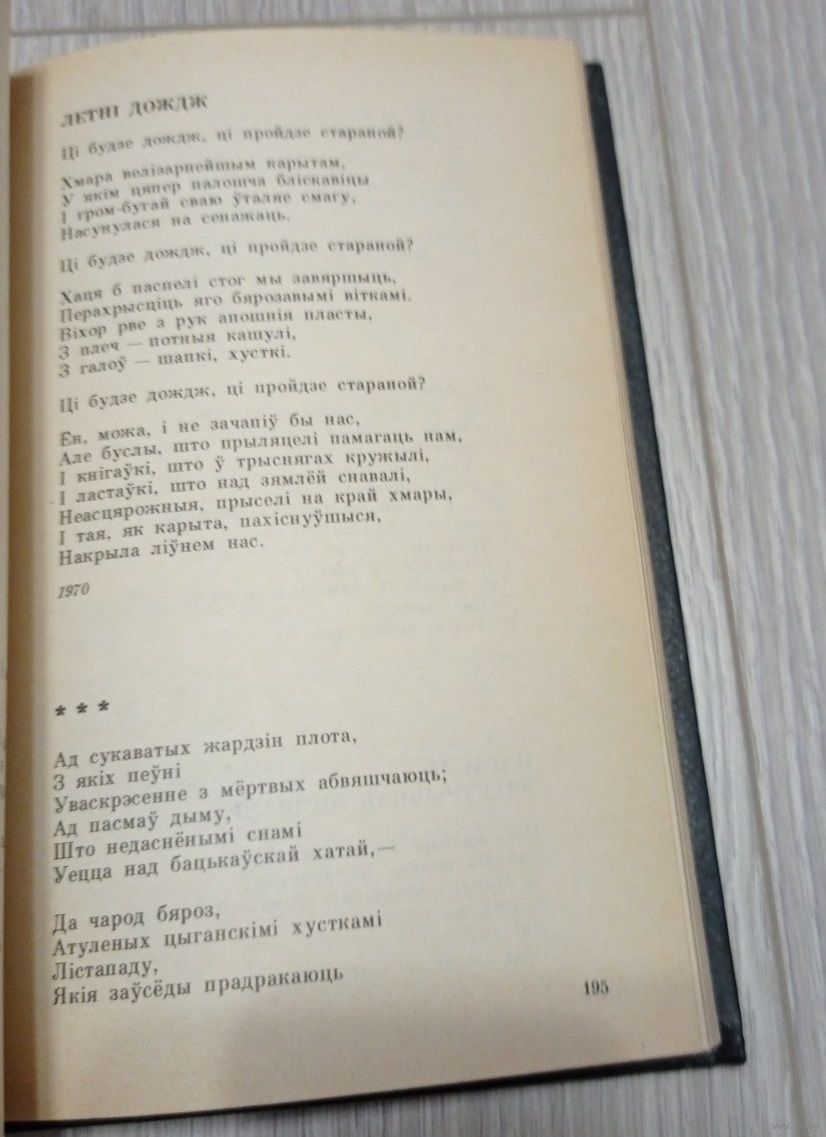 ЛЕТНІ ДОЖДЖ
Ці будзе дождж, ці пройдзе стараной?
Хмара велізарнейшым карытам,
У якім цяпер палошча бліскавіцы
І гром-бугай сваю ўталяе смагу,
Насунулася на сенажаць.
Ці будзе дождж, ці пройдзе стараной?
Хаця б паспелі стог мы завяршыць,
Перахрысціць яго бярозавымі віткамі.
Віхор рве з рук апошнія пласты,
З плеч — потныя кашулі,
З галоў — шапкі, хусткі.
Ці будзе дождж, ці пройдзе стараной?
Ён, можа, і не зачапіў бы нас,
Але буслы, што прыляцелі памагаць нам,
І кнігаўкі, што ў трыснягах кружылі,
І ластаўкі, што над зямлёй снавалі,
Неасцярожныя, прыселі на край хмары,
І тая, як карыта, пахіснуўшыся,
Накрыла ліўнем нас.
1970
* * *
Ад сукаватых жардзін плота,
З якіх пеўні
Уваскрэсенне з мёртвых абвяшчаюць;
Ад пасмаў дыму,
Што недаснёнымі снамі
Уецца над бацькаўскай хатай,—
Да чарод бяроз,
Атуленых цыганскімі хусткамі
Лістападу,
Якія заўсёды прадракаюць
195